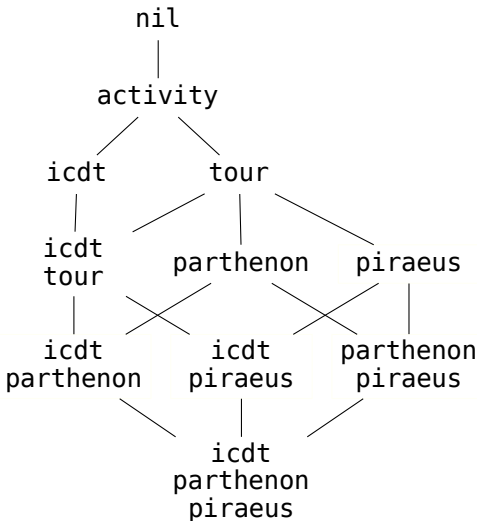 nil
activity
icdt
tour
icdt
tour
parthenon
piraeus
icdt
parthenon
icdt
piraeus
parthenon
piraeus
icdt
parthenon
piraeus